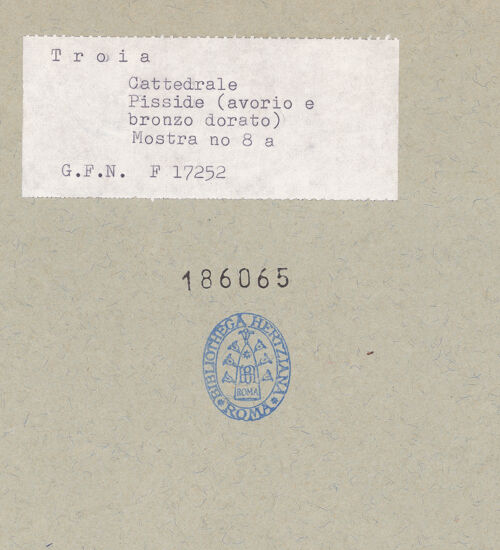 Troia
Cattedrale
Pisside (avorio e
bronzo dorato)
Mostra no 8 a
G.F.N. F 17252
186065
BIBLIOTHECA HERTZIANA
ROMA
ROMA